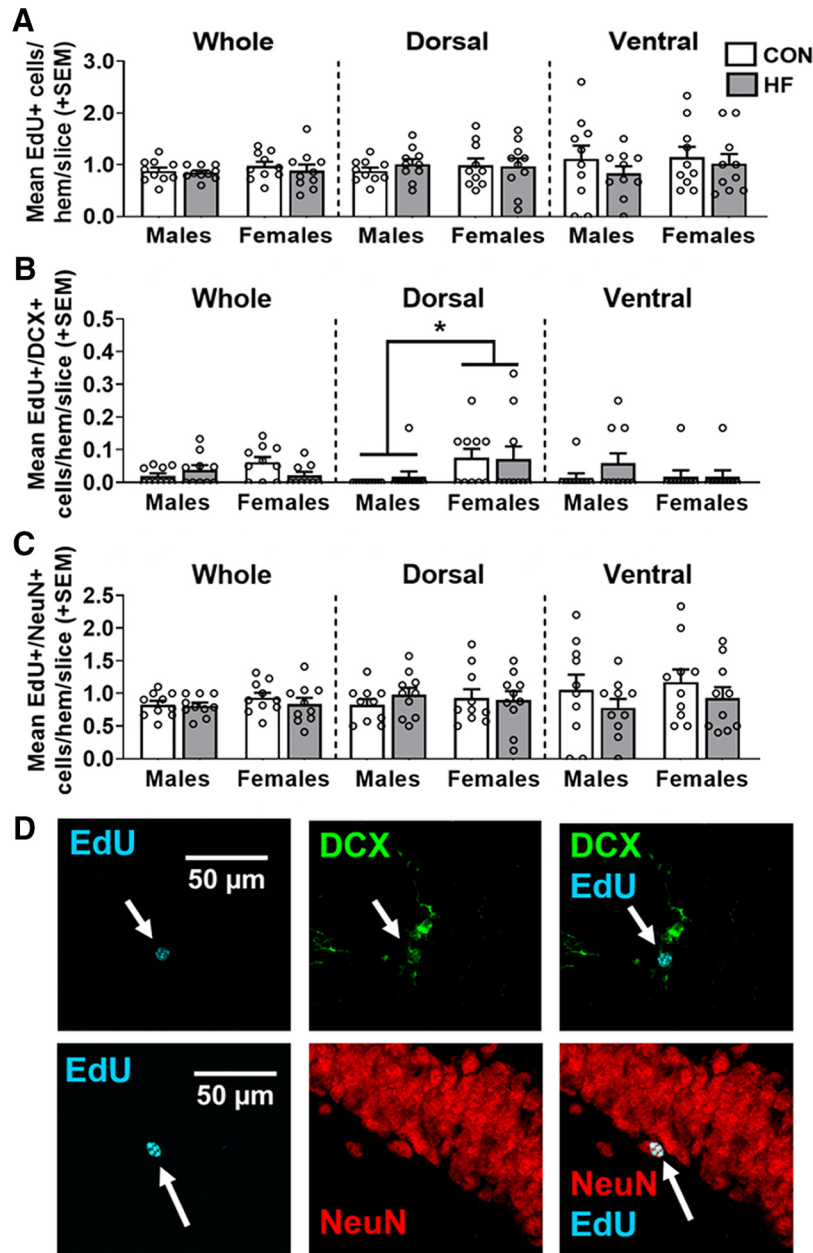 A
Whole
Dorsal
Ventral
CON
HF
Mean EdU+ cells/
hem/slice (+SEM)
3.0
2.0
1.0
0.0
Males
Females
Males
Females
Males
Females
B
Whole
Dorsal
Ventral
Mean EdU+/DCX+
cells/hem/slice (+SEM)
0.5
0.4
0.3
0.2
0.1
0.0
*
Males
Females
Males
Females
Males
Females
C
Whole
Dorsal
Ventral
Mean EdU+/NeuN+
cells/hem/slice (+SEM)
2.5
2.0
1.5
1.0
0.5
0.0
Males
Females
Males
Females
Males
Females
D
EdU
50 µm
DCX
DCX
EdU
EdU
50 µm
NeuN
NeuN
EdU